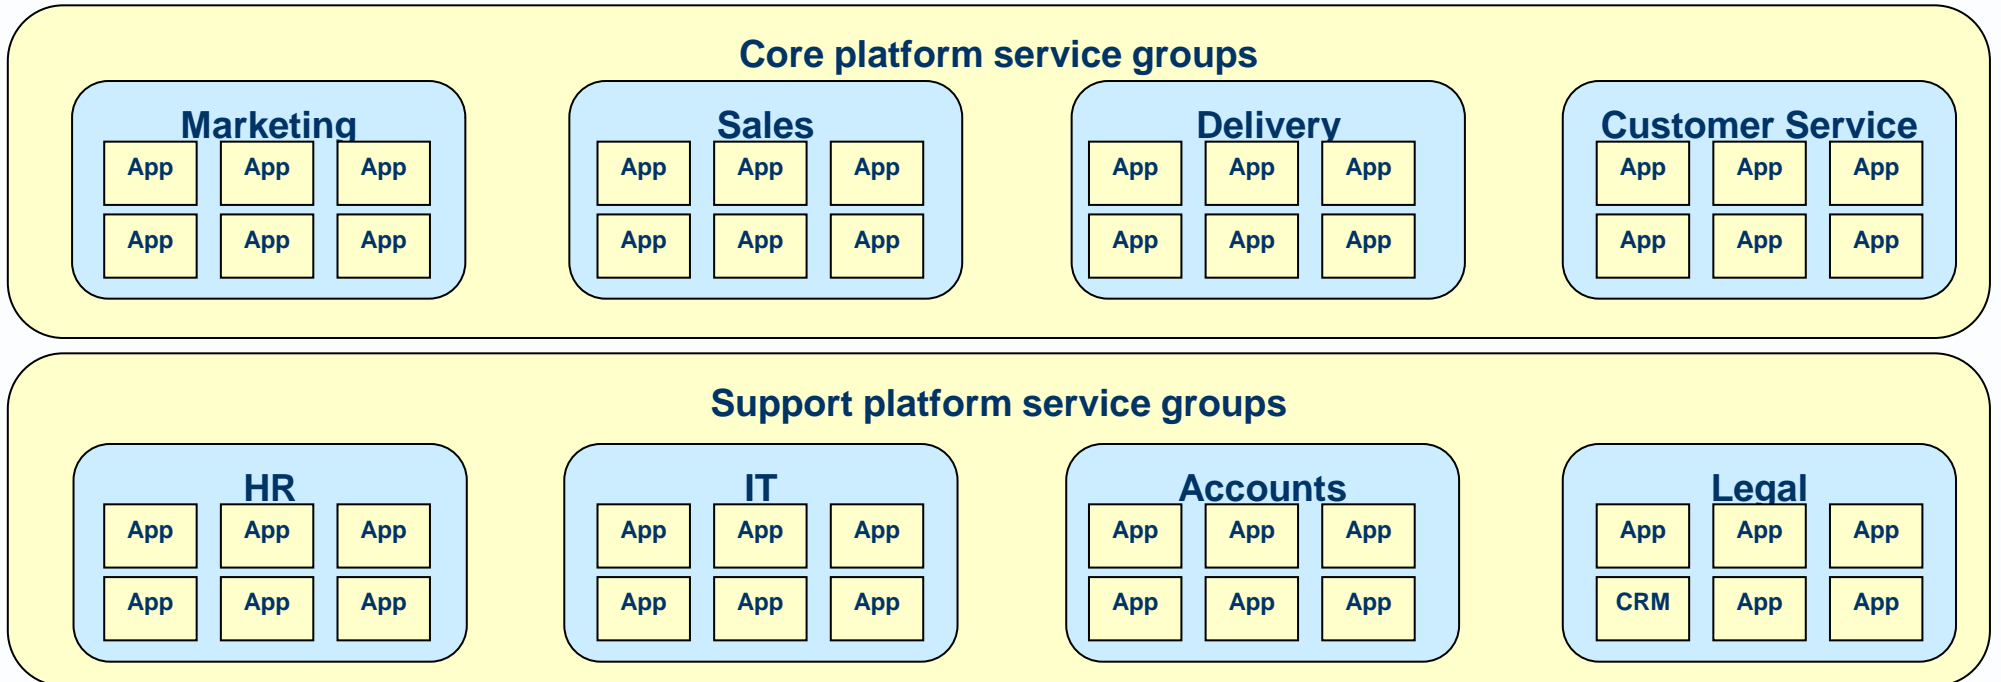 Core platform service groups
Marketing Sales Delivery Customer Service
App App App App App App App App App App App App
App App App App App App App App App App App App
Support platform service groups
HR IT Accounts Legal
App App App App App App App App App App App App
App App App App App App App App App CRM App App